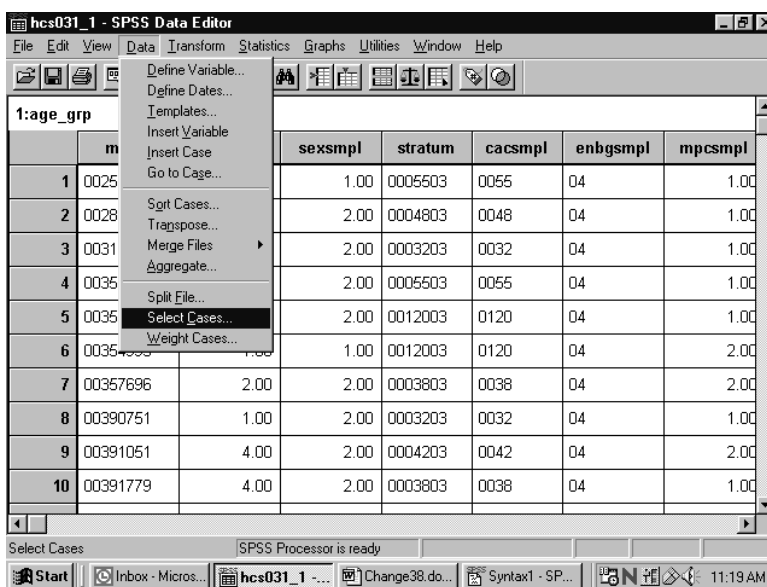 hcs031_1 - SPSS Data Editor
File Edit View Data Transform Statistics Graphs Utilities Window Help
Define Variable...
Define Dates...
Templates...
Insert Variable
Insert Case
Go to Case...
Sort Cases...
Transpose...
Merge Files
Aggregate...
Split File...
Select Cases...
Weight Cases...
1:age_grp
m sexsmpl stratum cacsmpl enbgsmpl mpcsmpl
1 0025 1.00 0005503 0055 04 1.00
2 0028 2.00 0004803 0048 04 1.00
3 0031 2.00 0003203 0032 04 1.00
4 0035 2.00 0005503 0055 04 1.00
5 0035 2.00 0012003 0120 04 1.00
6 1.00 0012003 0120 04 2.00
7 00357696 2.00 2.00 0003803 0038 04 2.00
8 00390751 1.00 2.00 0003203 0032 04 1.00
9 00391051 4.00 2.00 0004203 0042 04 2.00
10 00391779 4.00 2.00 0003803 0038 04 1.00
Select Cases SPSS Processor is ready
Start Inbox - Micros... hcs031_1 -... Change38.do... Syntax1 - SP... 11:19 AM